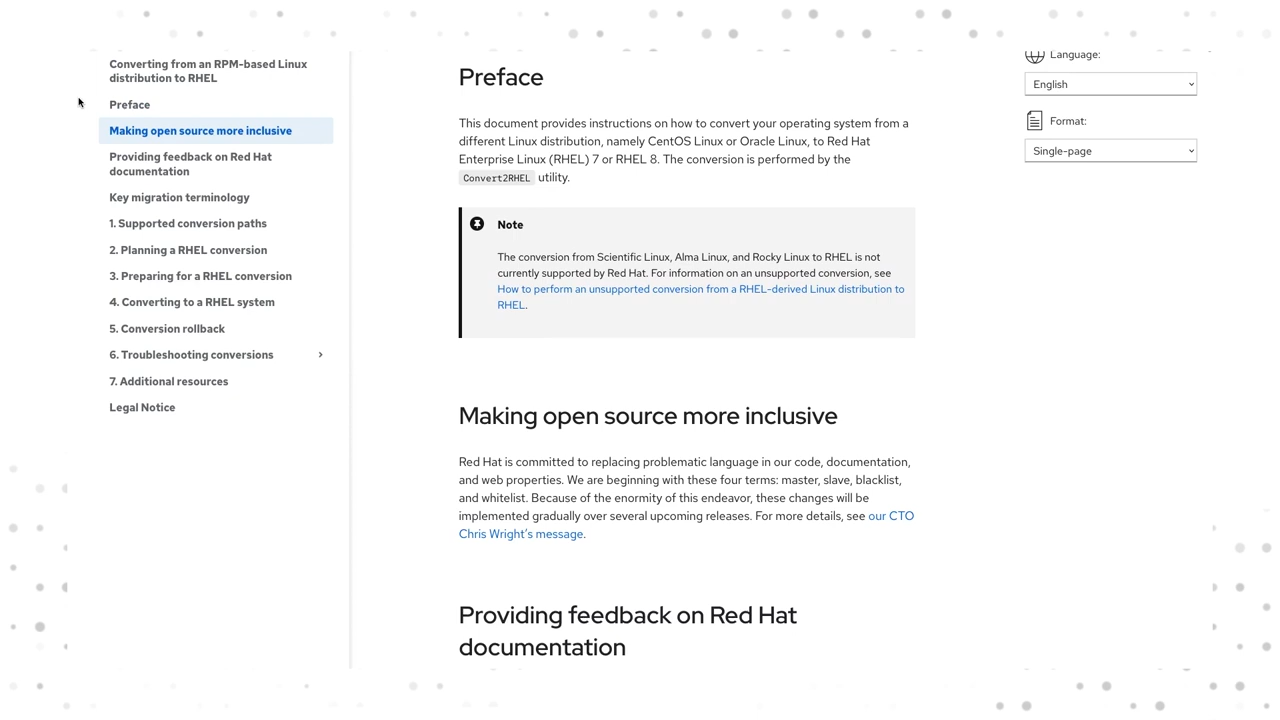 Converting from an RPM-based Linux
distribution to RHEL
Preface
Making open source more inclusive
Providing feedback on Red Hat
documentation
Key migration terminology
1. Supported conversion paths
2. Planning a RHEL conversion
3. Preparing for a RHEL conversion
4. Converting to a RHEL system
5. Conversion rollback
6. Troubleshooting conversions
7. Additional resources
Legal Notice
Preface
This document provides instructions on how to convert your operating system from a
different Linux distribution, namely CentOS Linux or Oracle Linux, to Red Hat
Enterprise Linux (RHEL) 7 or RHEL 8. The conversion is performed by the
Convert2RHEL utility.
Note
The conversion from Scientific Linux, Alma Linux, and Rocky Linux to RHEL is not
currently supported by Red Hat. For information on an unsupported conversion, see
How to perform an unsupported conversion from a RHEL-derived Linux distribution to
RHEL.
Making open source more inclusive
Red Hat is committed to replacing problematic language in our code, documentation,
and web properties. We are beginning with these four terms: master, slave, blacklist,
and whitelist. Because of the enormity of this endeavor, these changes will be
implemented gradually over several upcoming releases. For more details, see our CTO
Chris Wright's message.
Providing feedback on Red Hat
documentation
Language:
English
Format:
Single-page